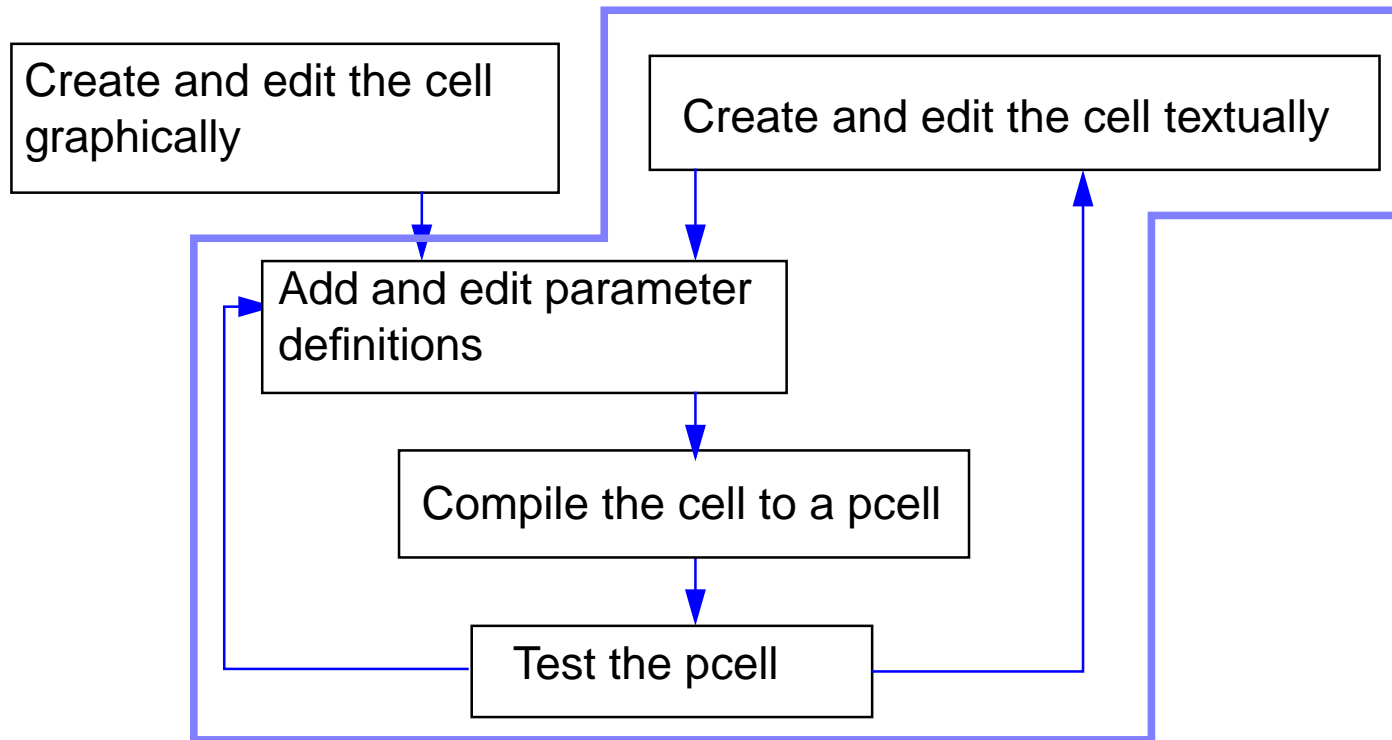 Create and edit the cell
graphically
Create and edit the cell textually
Add and edit parameter
definitions
Compile the cell to a pcell
Test the pcell